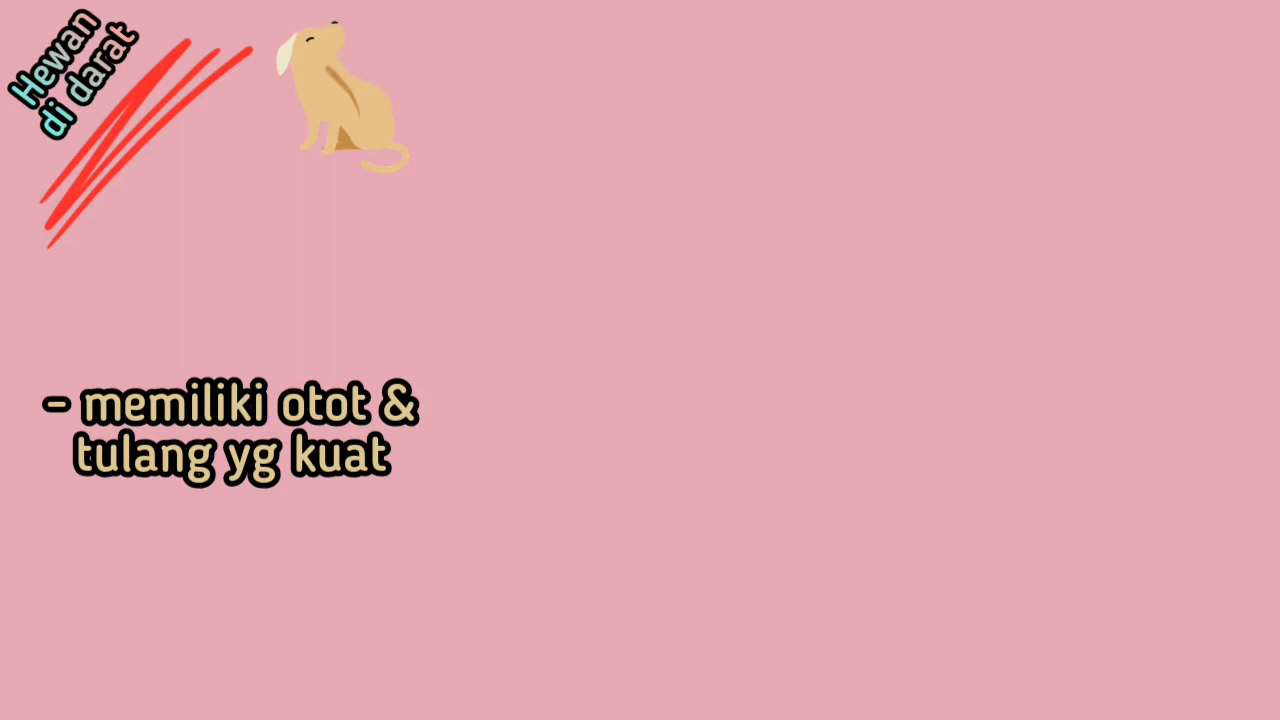 Hewan
di darat
- memiliki otot &
tulang yg kuat